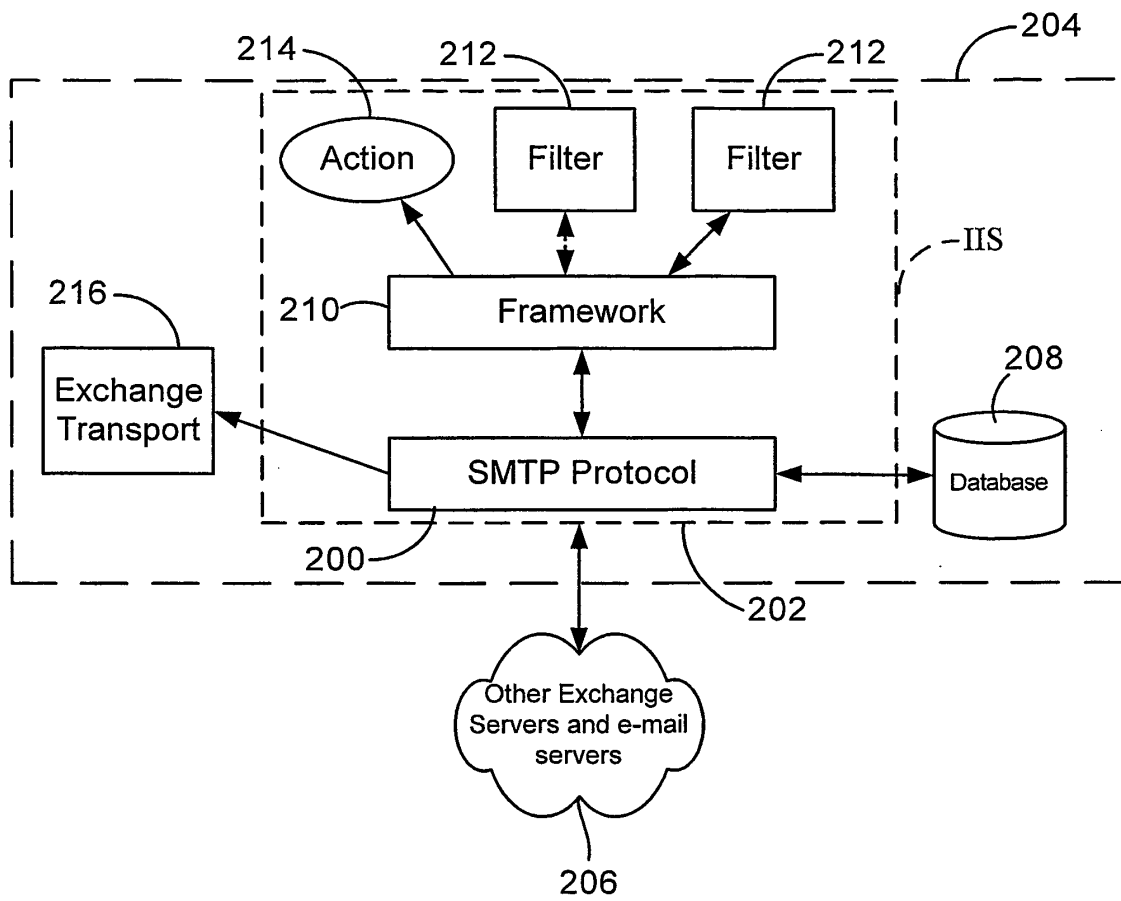 204
214
212
212
Action
Filter
Filter
IIS
216
210
Framework
208
Exchange
Transport
SMTP Protocol
Database
200
202
Other Exchange
Servers and e-mail
servers
206